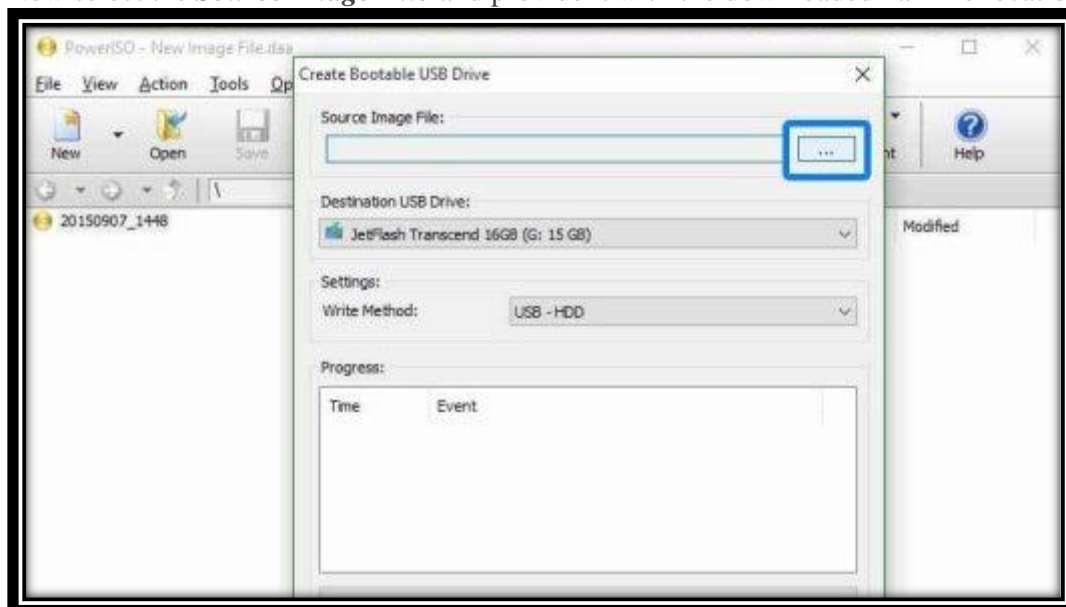 PowerISO - New Image File.daa
File View Action Tools Op
Create Bootable USB Drive
New Open Save
Help
\
20150907_1448
Modified
Source Image File:
...
Destination USB Drive:
JetFlash Transcend 16GB (G: 15 GB)
Settings:
Write Method: USB - HDD
Progress:
Time Event